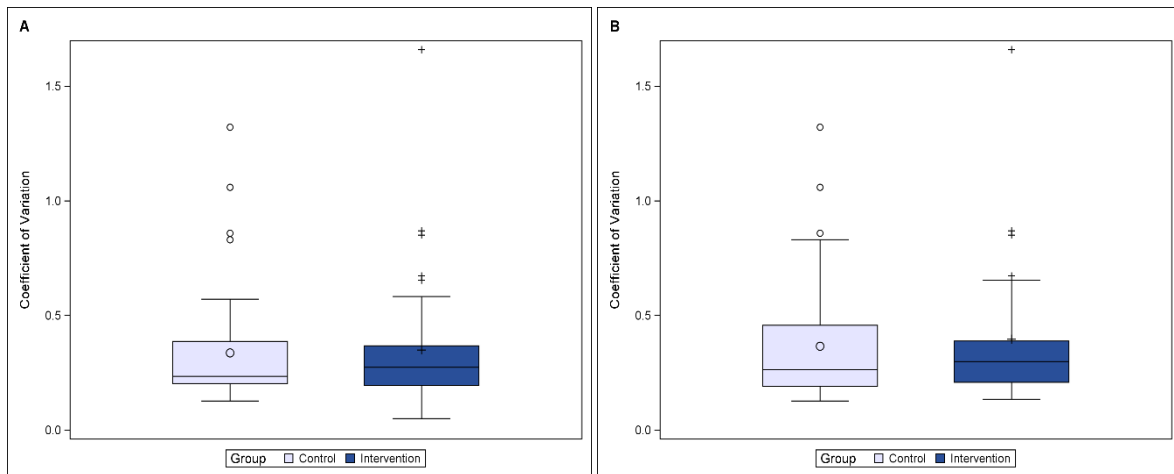 A
Coefficient of Variation
1.5
1.0
0.5
0.0
Group Control Intervention
B
Coefficient of Variation
1.5
1.0
0.5
0.0
Group Control Intervention